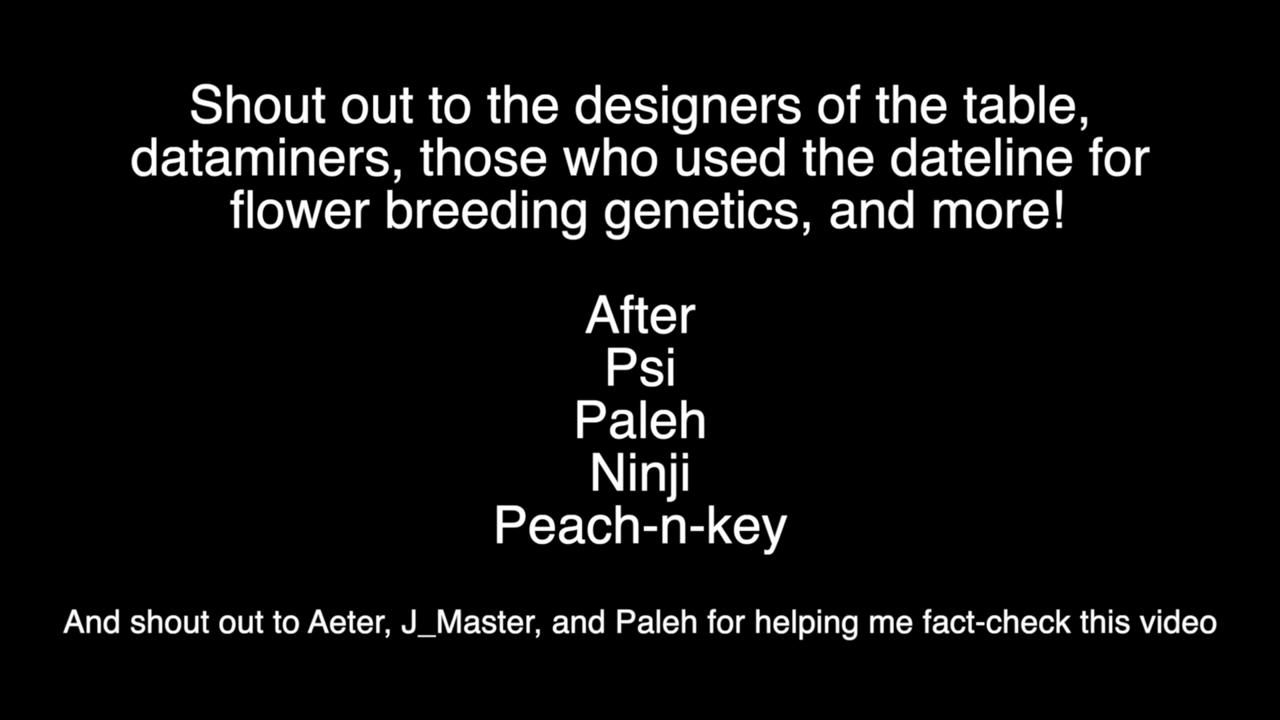 Shout out to the designers of the table,
dataminers, those who used the dateline for
flower breeding genetics, and more!
After
Psi
Paleh
Ninji
Peach-n-key
And shout out to Aeter, J_Master, and Paleh for helping me fact-check this video